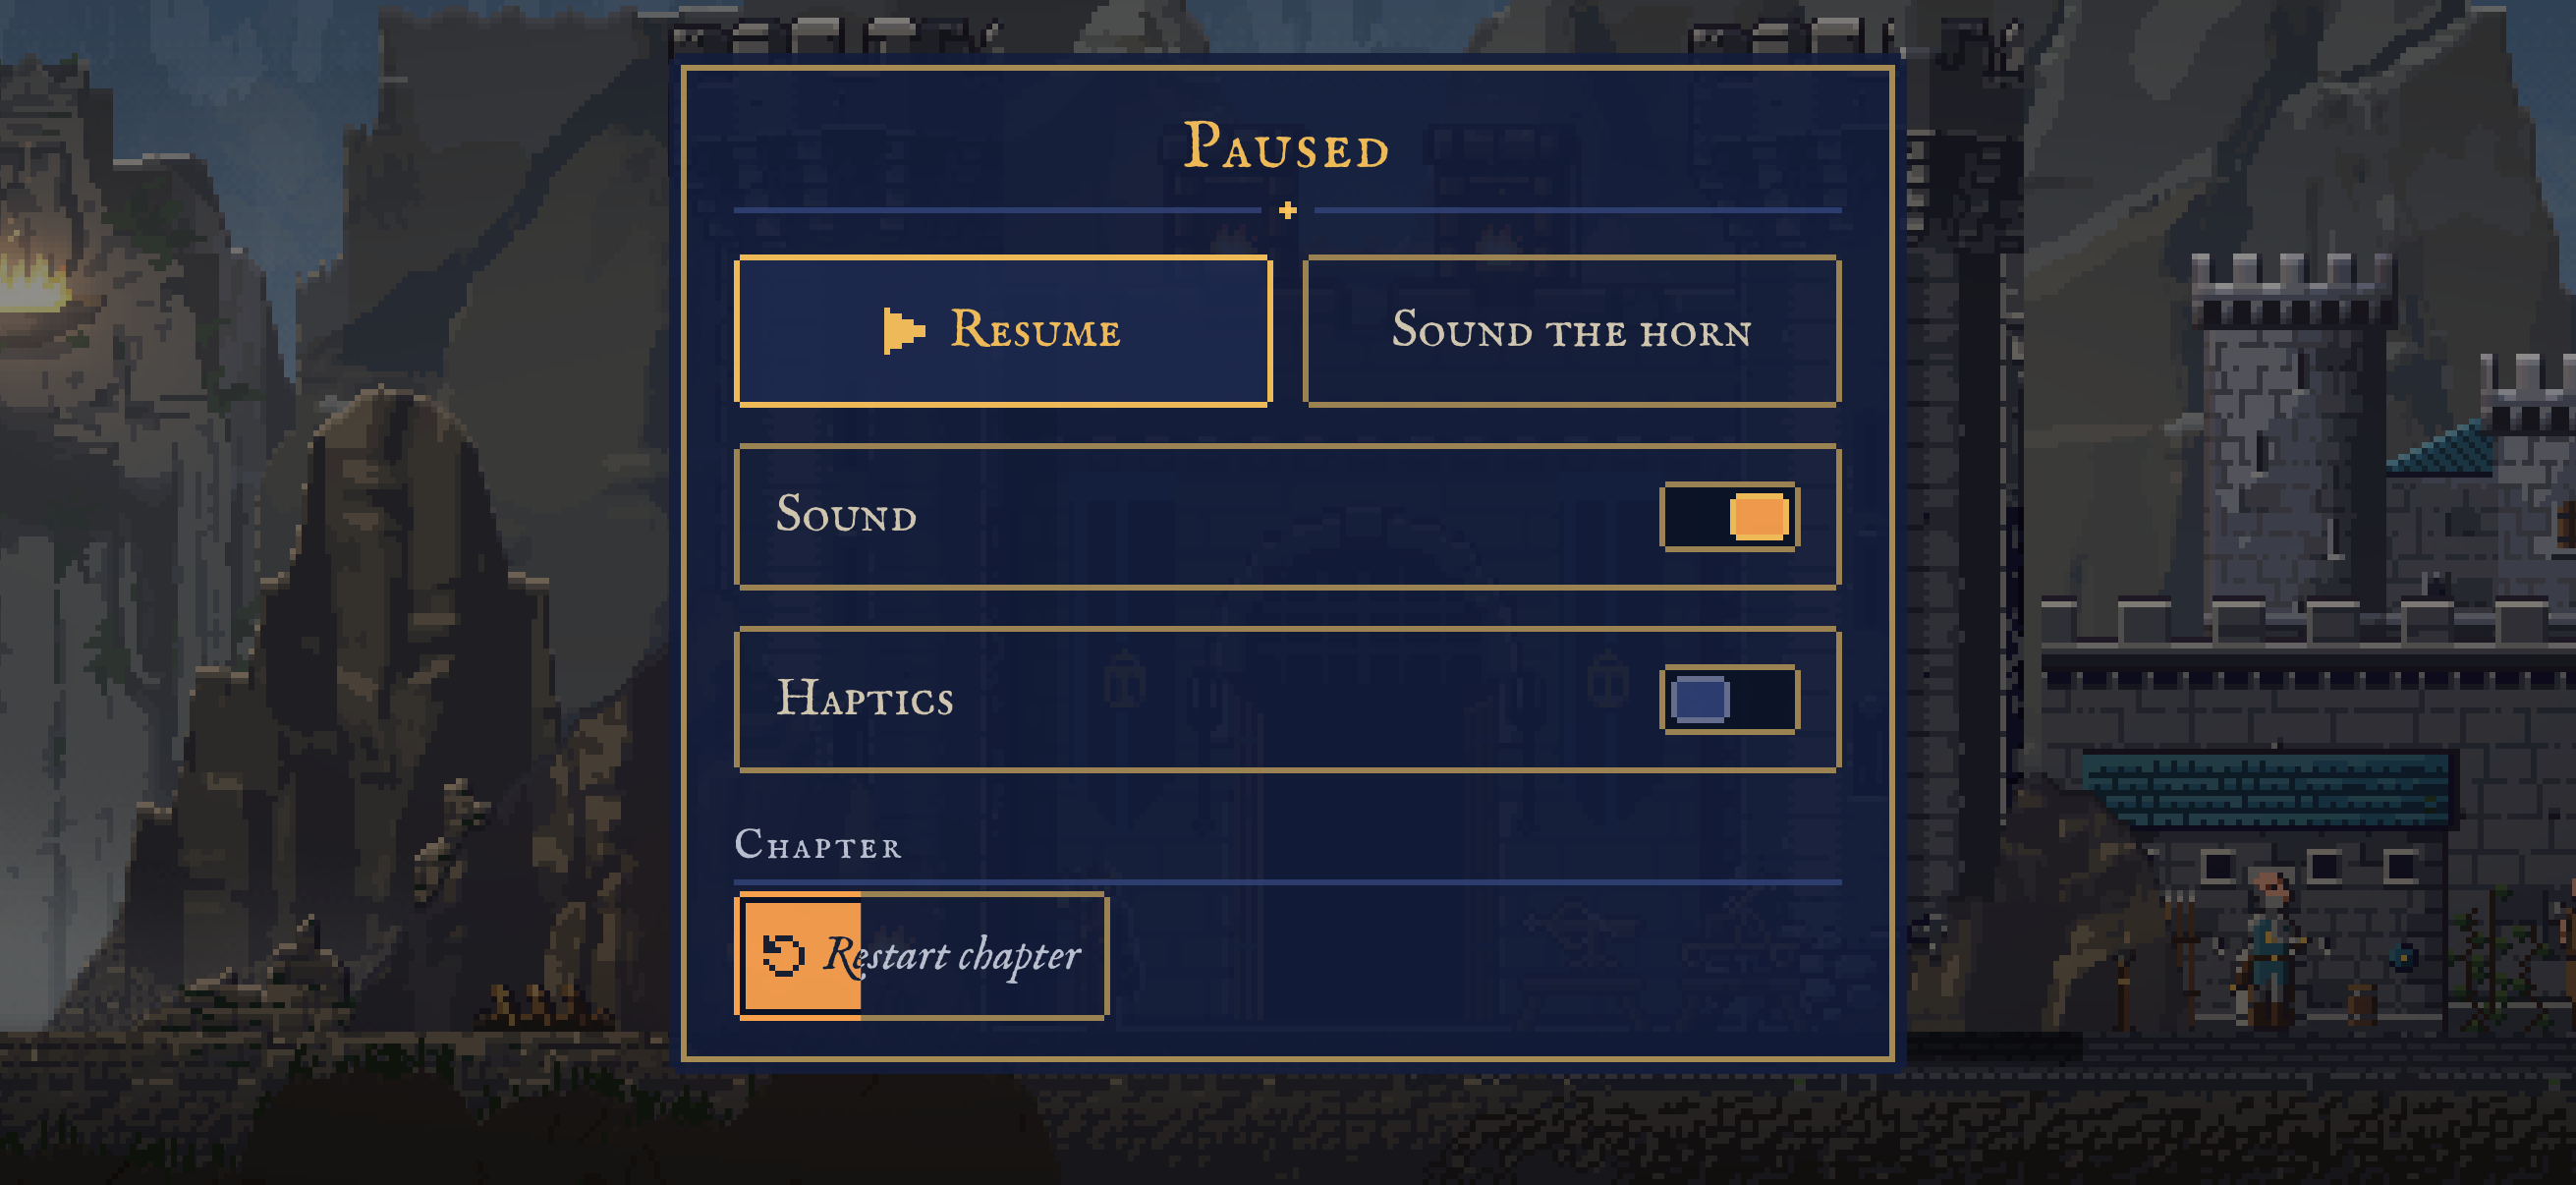 Paused
Resume
Sound the horn
Sound
Haptics
Chapter
Restart chapter